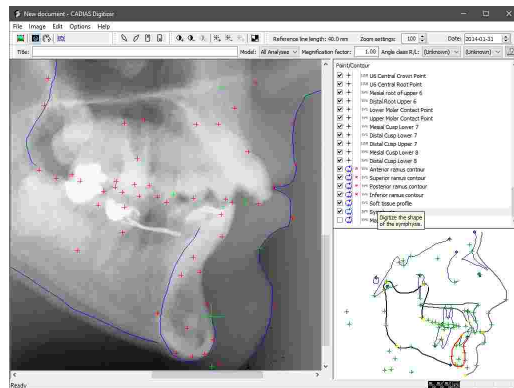 New document - CADIAS Digitizer
File Image Edit Options Help
Reference line length: 40.0 mm Zoom settings: 100 Date: 2014-01-31
Title: Model: All Analyses Magnification factor: 1.00 Angle class R/L: (Unknown) (Unknown)
Point/Contour
U6 Central Crown Point
U6 Central Root Point
Mesial root of upper 6
Distal Root Upper 6
Lower Molar Contact Point
Upper Molar Contact Point
Mesial Cusp Lower 7
Distal Cusp Lower 7
Distal Cusp Upper 7
Mesial Cusp Lower 8
Distal Cusp Lower 8
Anterior ramus contour
Superior ramus contour
Posterior ramus contour
Inferior ramus contour
Soft tissue profile
Digitize the shape
of the symphysis.
Ready